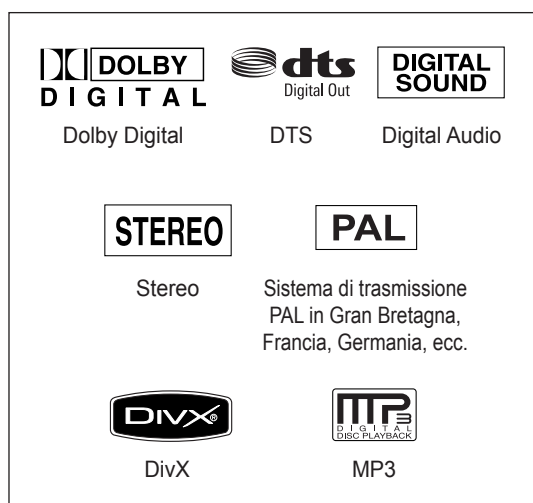 DOLBY
DIGITAL
Dolby Digital
dts
Digital Out
DTS
DIGITAL
SOUND
Digital Audio
STEREO
Stereo
PAL
Sistema di trasmissione
PAL in Gran Bretagna,
Francia, Germania, ecc.
DIVX®
DivX
MP3
DIGITAL
DISC PLAYBACK
MP3